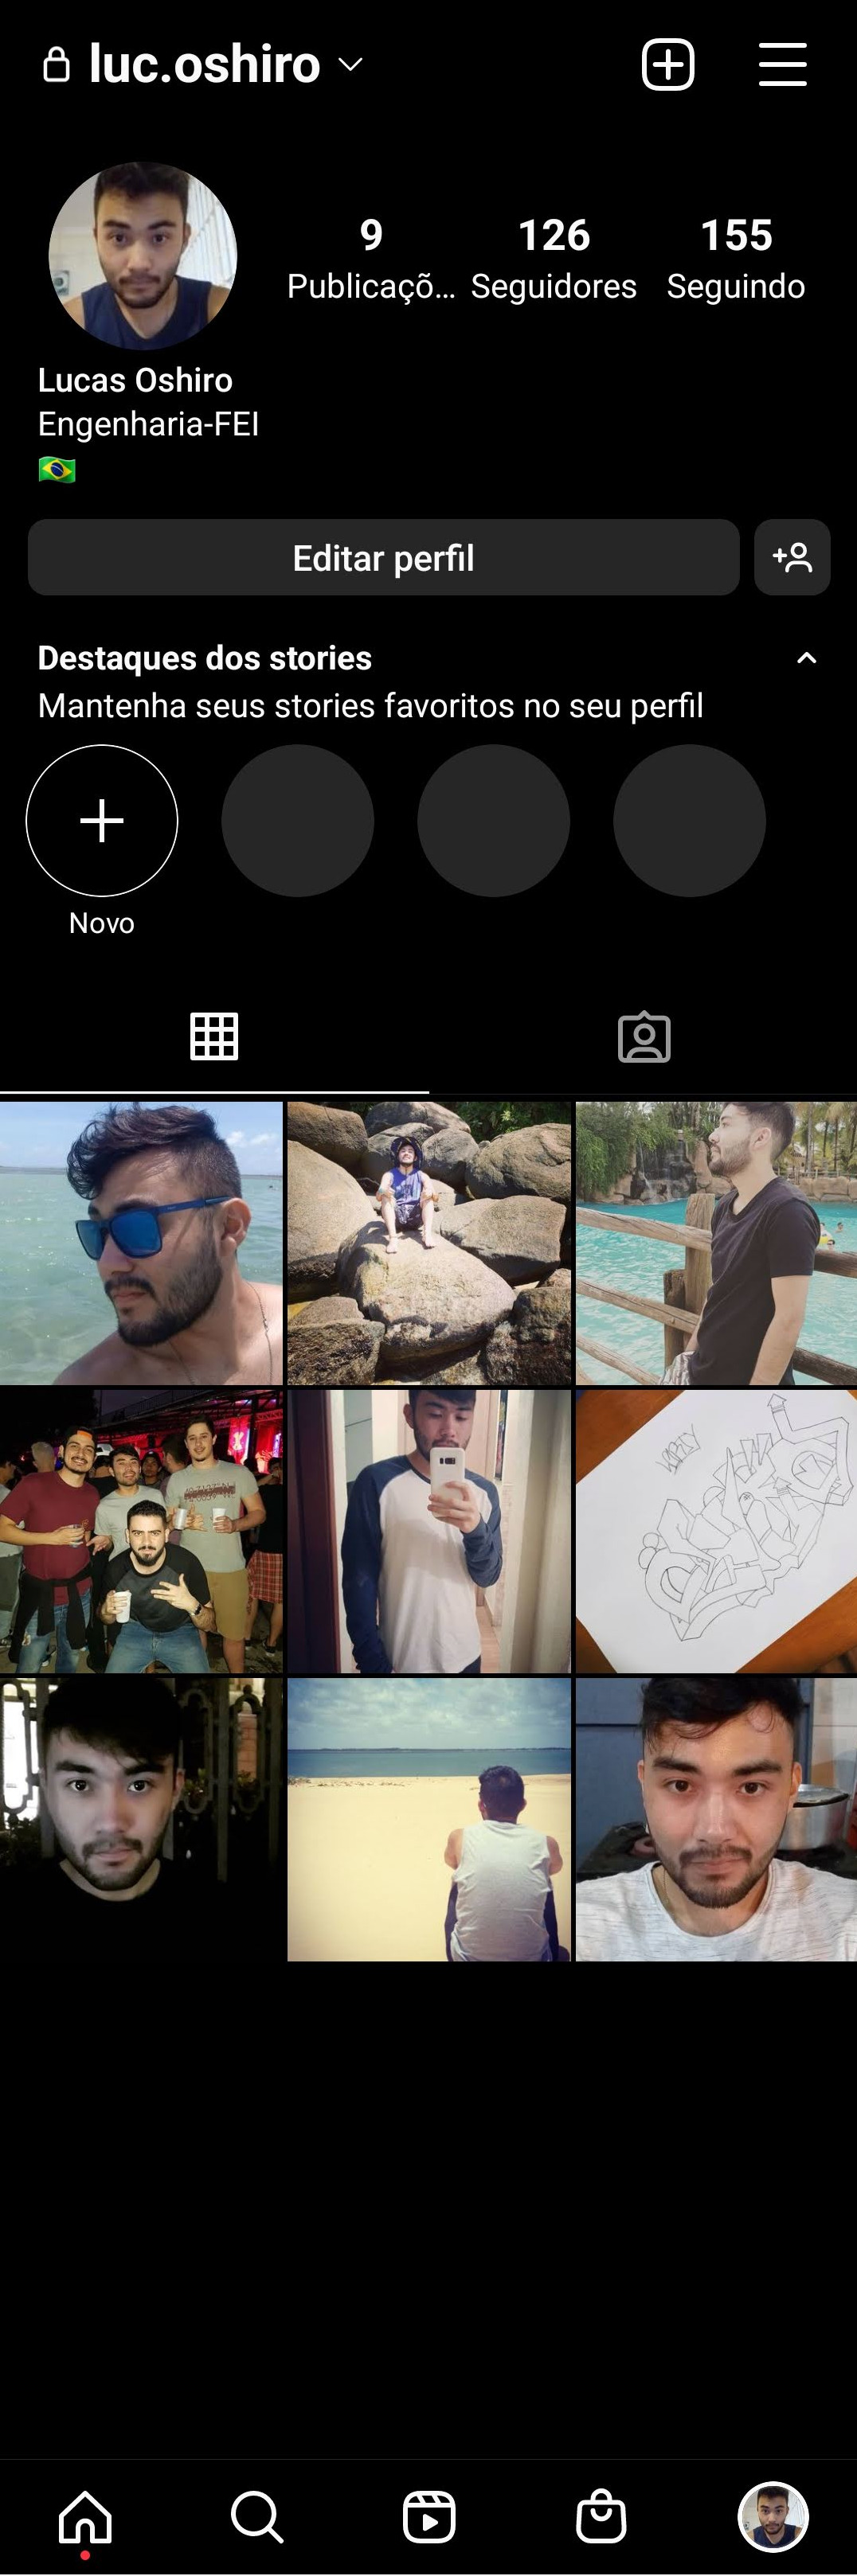 luc.oshiro
9 126 155
Publicaçõ... Seguidores Seguindo
Lucas Oshiro
Engenharia-FEI
Editar perfil
Destaques dos stories
Mantenha seus stories favoritos no seu perfil
Novo